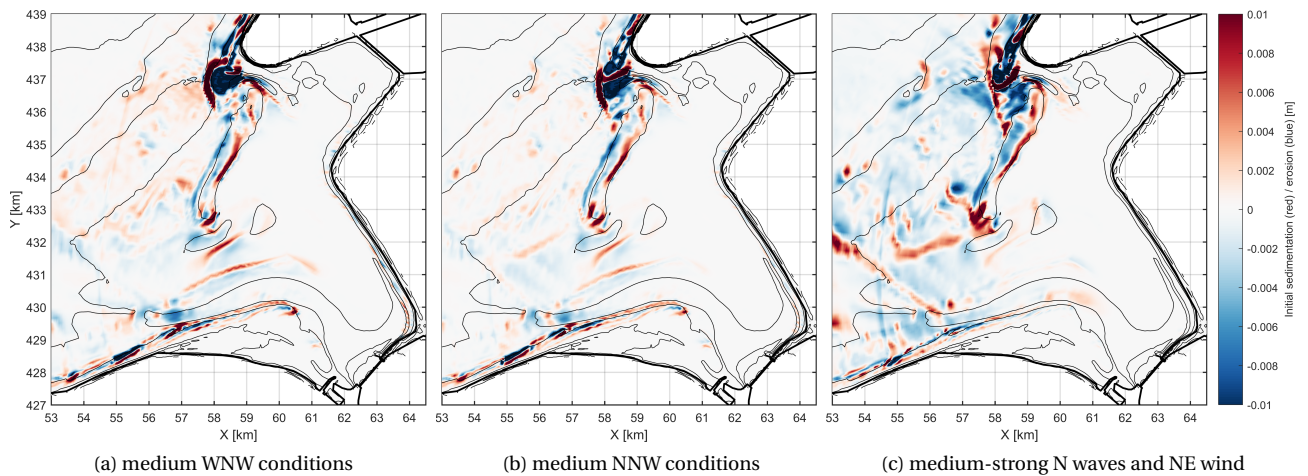 439
438
437
436
435
434
433
432
431
430
429
428
427
Y [km]
53 54 55 56 57 58 59 60 61 62 63 64
X [km]
(a) medium WNW conditions
53 54 55 56 57 58 59 60 61 62 63 64
X [km]
(b) medium NNW conditions
53 54 55 56 57 58 59 60 61 62 63 64
X [km]
(c) medium-strong N waves and NE wind
0.01
0.008
0.006
0.004
0.002
0
-0.002
-0.004
-0.006
-0.008
-0.01
Initial sedimentation (red) / erosion (blue) [m]